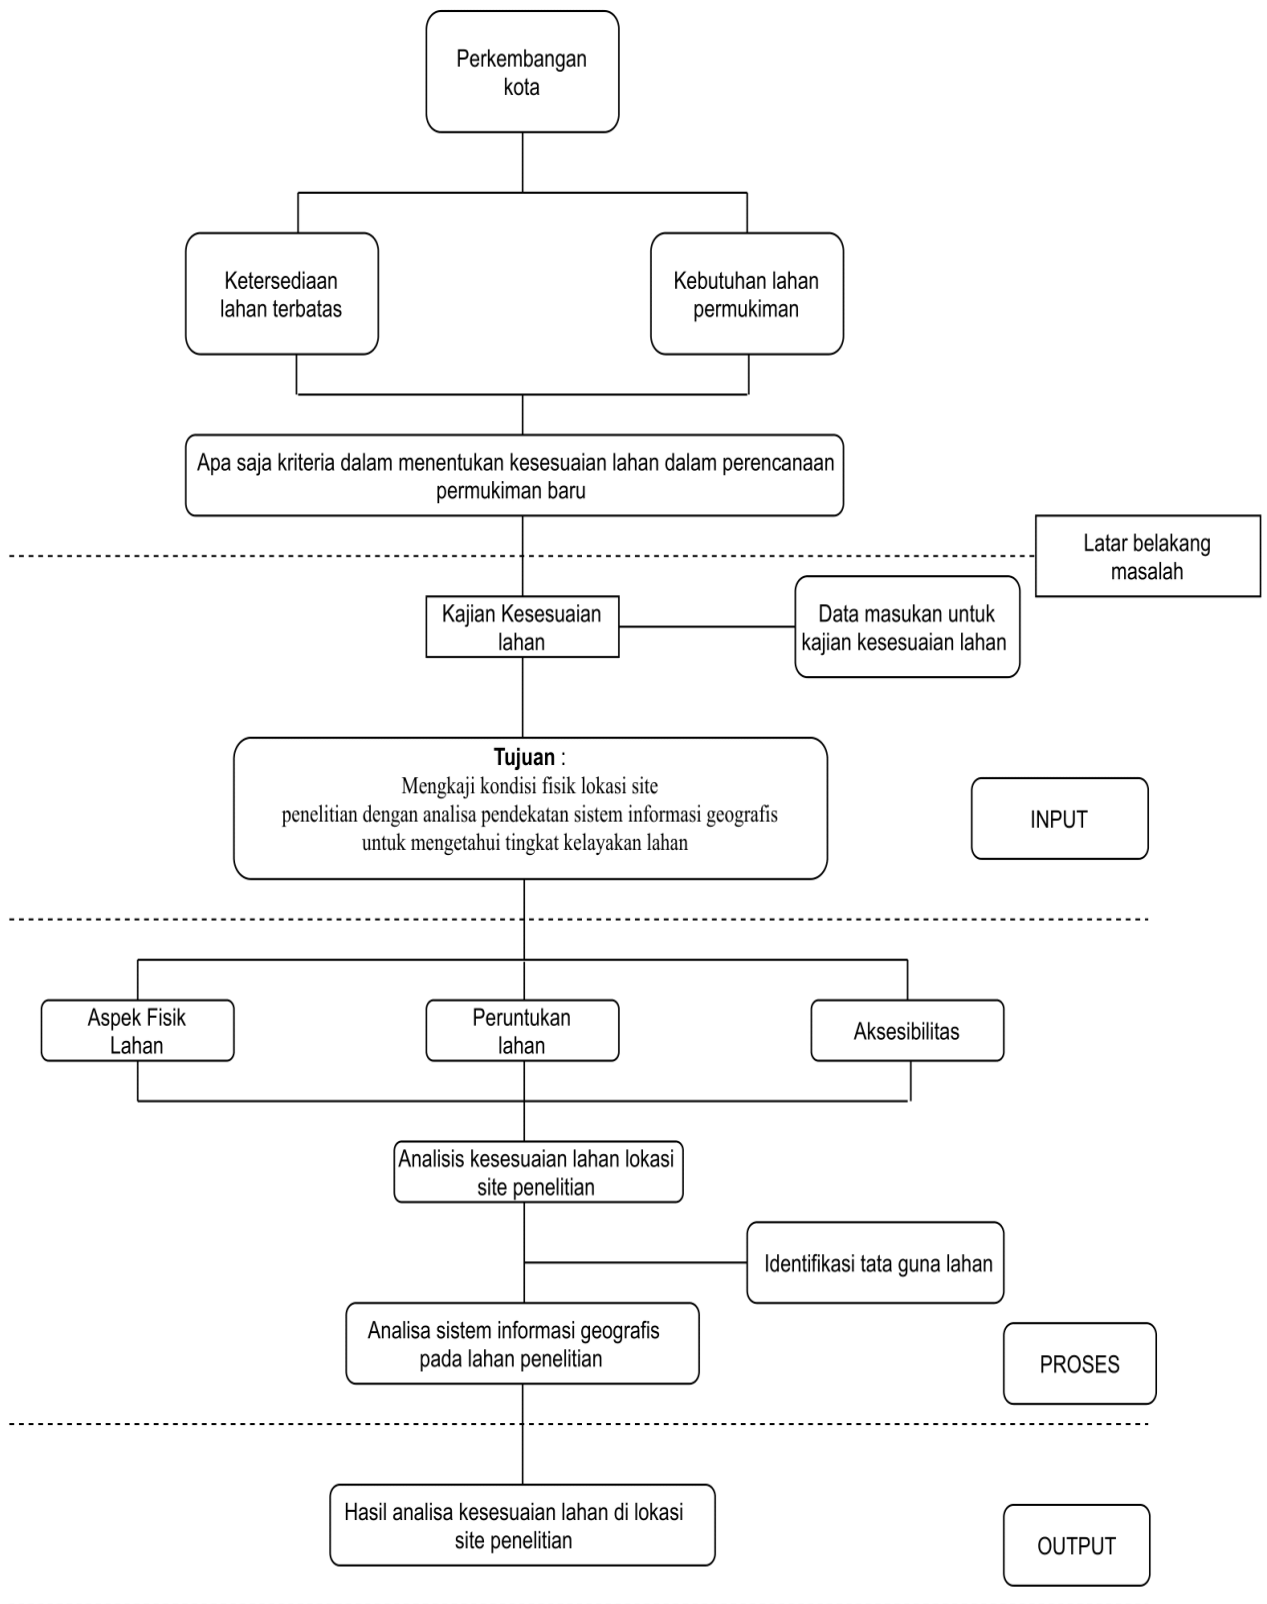 Perkembangan
kota
Ketersediaan
lahan terbatas
Kebutuhan lahan
permukiman
Apa saja kriteria dalam menentukan kesesuaian lahan dalam perencanaan
permukiman baru
Latar belakang
masalah
Kajian Kesesuaian
lahan
Data masukan untuk
kajian kesesuaian lahan
Tujuan :
Mengkaji kondisi fisik lokasi site
penelitian dengan analisa pendekatan sistem informasi geografis
untuk mengetahui tingkat kelayakan lahan
INPUT
Aspek Fisik
Lahan
Peruntukan
lahan
Aksesibilitas
Analisis kesesuaian lahan lokasi
site penelitian
Identifikasi tata guna lahan
Analisa sistem informasi geografis
pada lahan penelitian
PROSES
Hasil analisa kesesuaian lahan di lokasi
site penelitian
OUTPUT